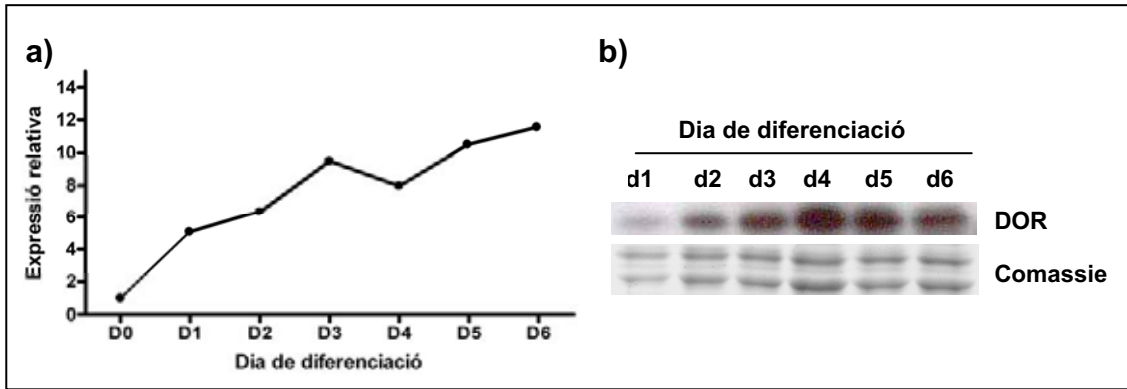 a)
Expressió relativa
14
12
10
8
6
4
2
0
D0 D1 D2 D3 D4 D5 D6
Dia de diferenciació
b)
Dia de diferenciació
d1 d2 d3 d4 d5 d6
DOR
Comassie